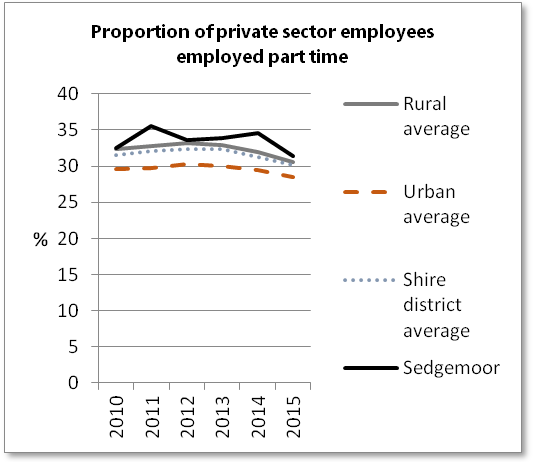 Proportion of private sector employees
employed part time
40
35
30
25
20
15
10
5
0
%
2010
2011
2012
2013
2014
2015
Rural
average
Urban
average
Shire
district
average
Sedgemoor